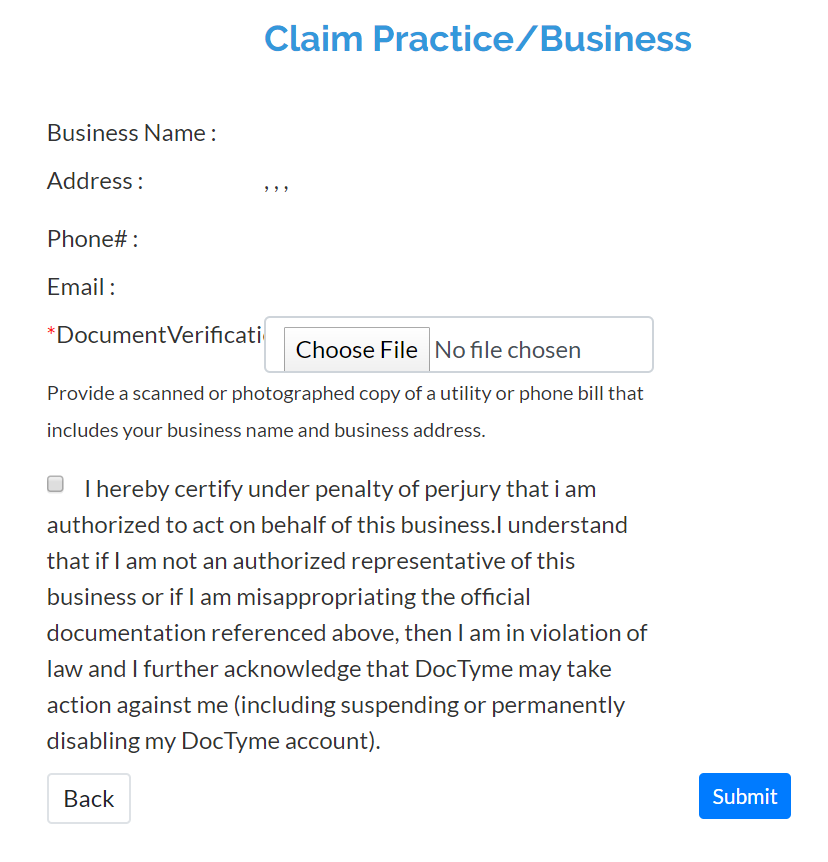 Claim Practice/Business
Business Name :
Address : , , ,
Phone# :
Email :
*DocumentVerificati
Choose File No file chosen
Provide a scanned or photographed copy of a utility or phone bill that
includes your business name and business address.
I hereby certify under penalty of perjury that i am
authorized to act on behalf of this business.I understand
that if I am not an authorized representative of this
business or if I am misappropriating the official
documentation referenced above, then I am in violation of
law and I further acknowledge that DocTyme may take
action against me (including suspending or permanently
disabling my DocTyme account).
Back Submit